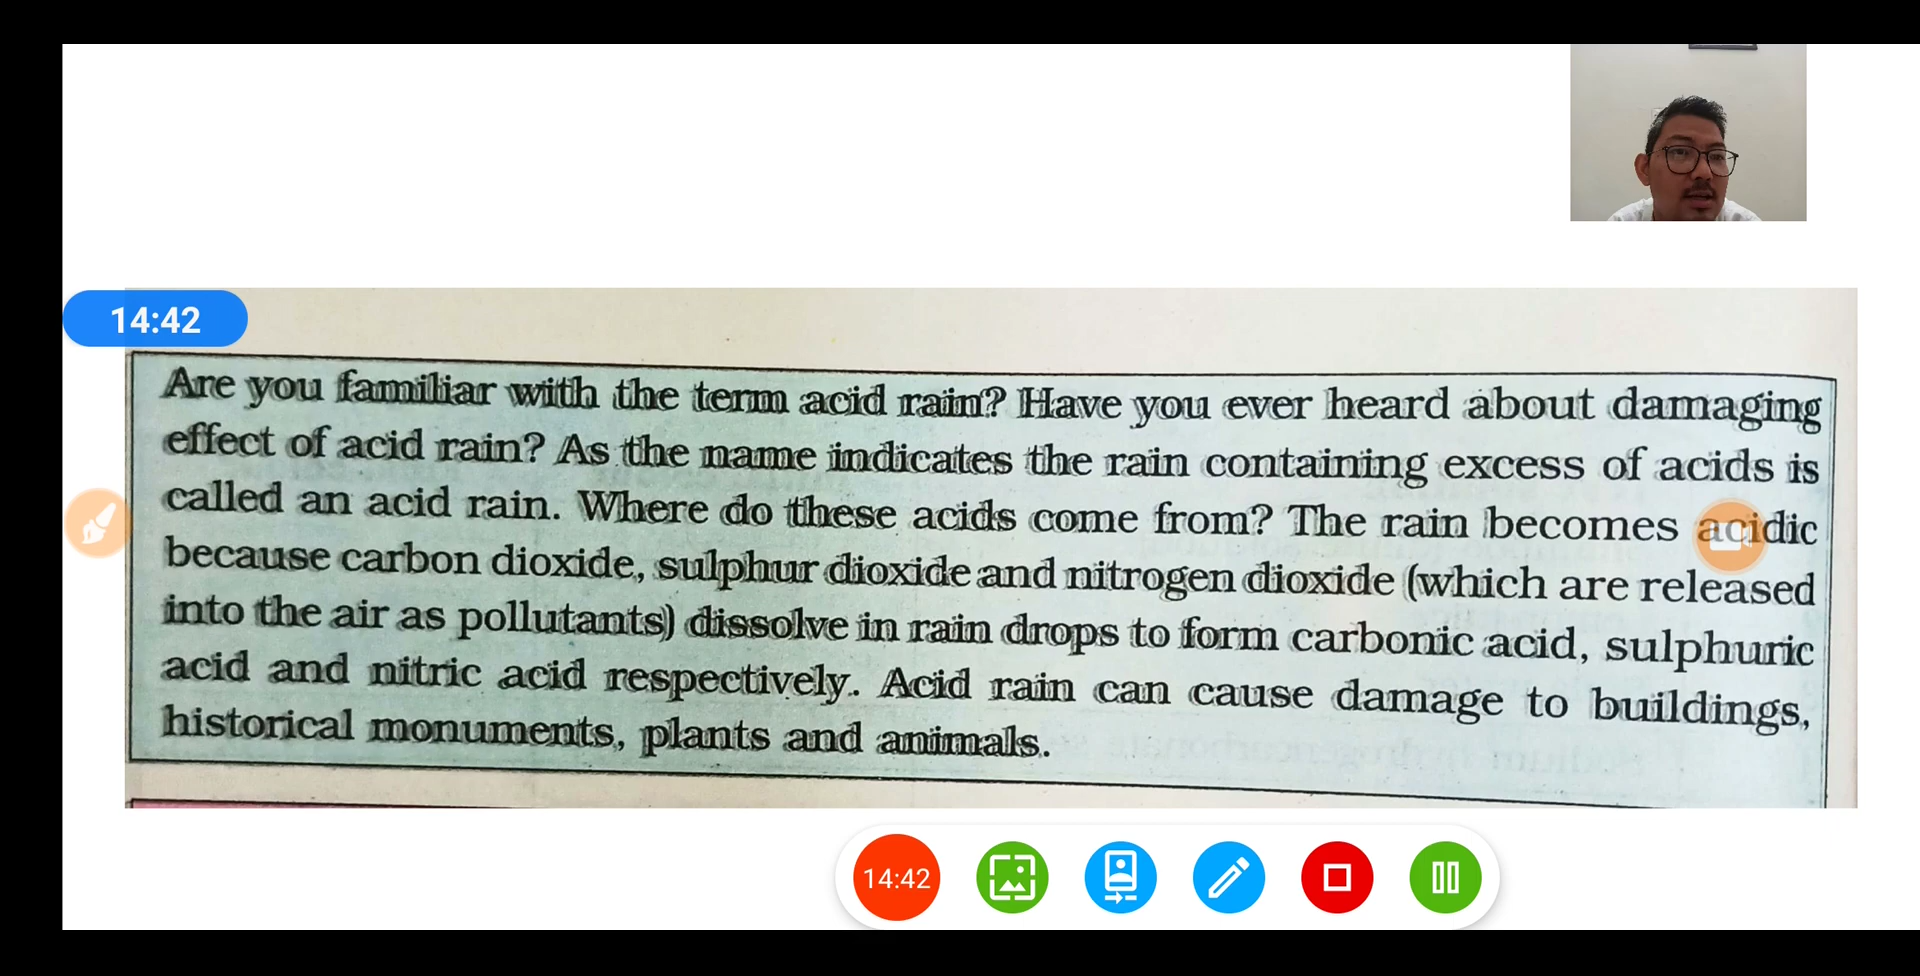 14:42
Are you familiar with the term acid rain? Have you ever heard about damaging
effect of acid rain? As the name indicates the rain containing excess of acids is
called an acid rain. Where do these acids come from? The rain becomes acidic
because carbon dioxide, sulphur dioxide and nitrogen dioxide (which are released
into the air as pollutants) dissolve in rain drops to form carbonic acid, sulphuric
acid and nitric acid respectively. Acid rain can cause damage to buildings,
historical monuments, plants and animals.
14:42